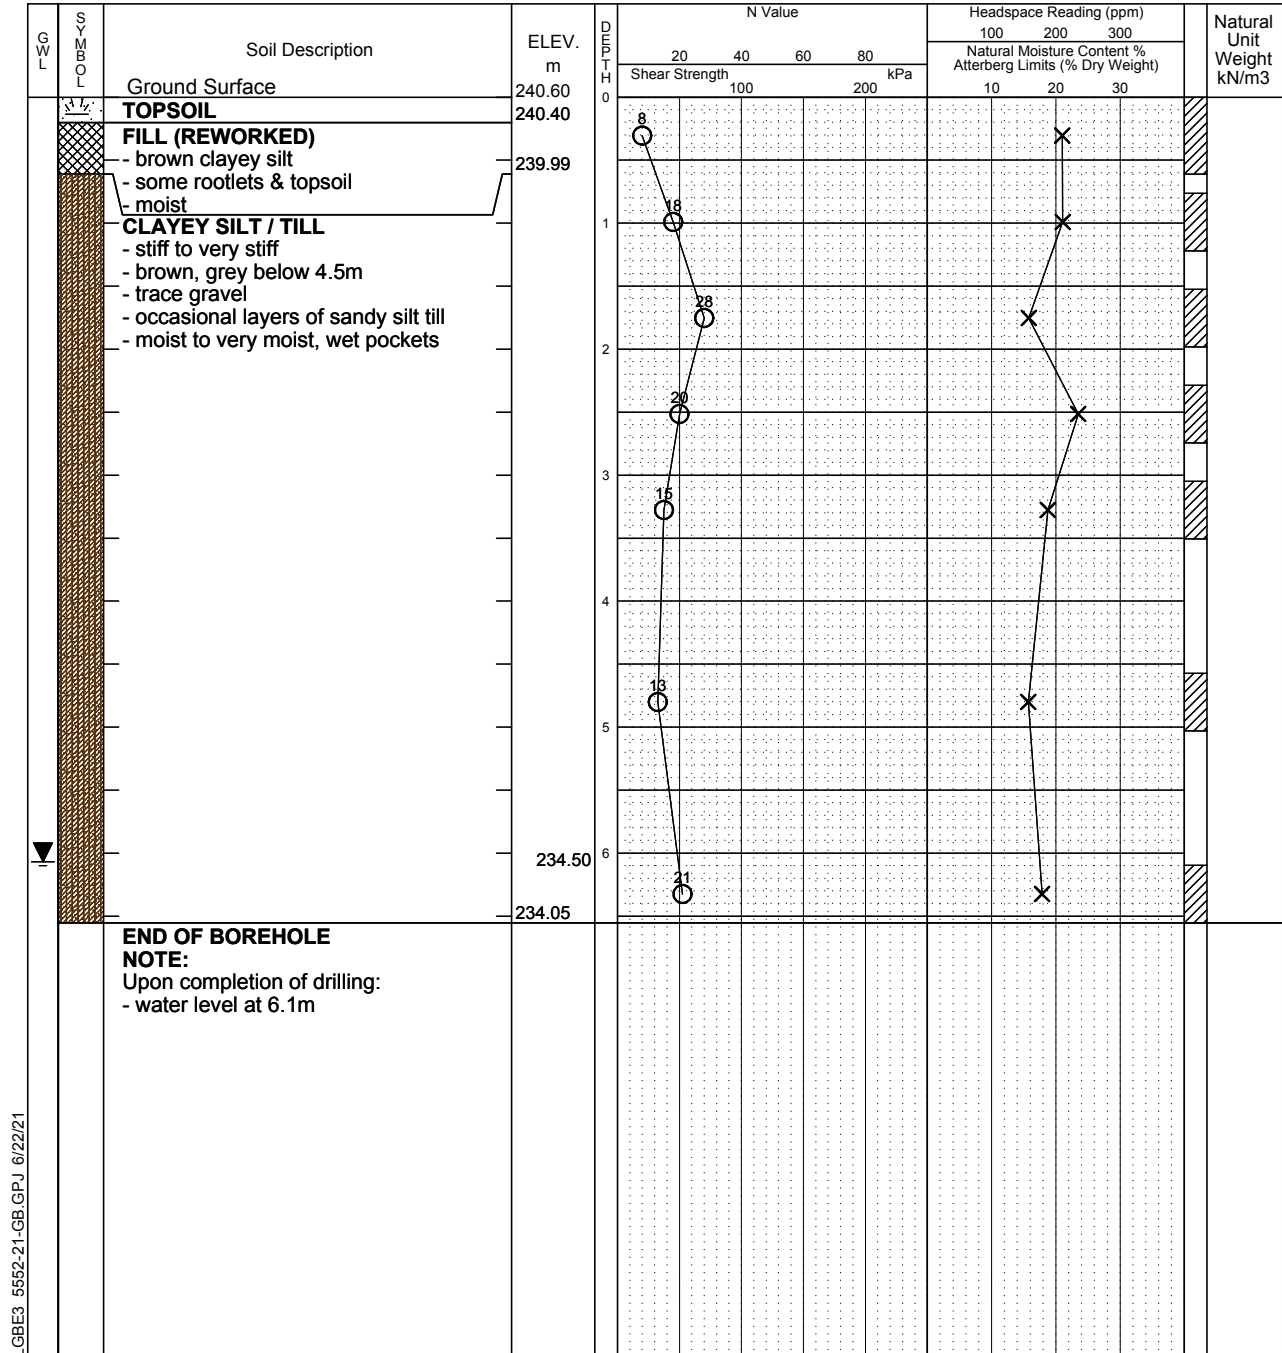 GWL
SYMBOL
Soil Description
Ground Surface
ELEV.
m
240.60
DEPTH
N Value
20 40 60 80
Shear Strength kPa
100 200
Headspace Reading (ppm)
100 200 300
Natural Moisture Content %
Atterberg Limits (% Dry Weight)
10 20 30
Natural
Unit
Weight
kN/m3
0
TOPSOIL
240.40
FILL (REWORKED)
- brown clayey silt
239.99
- some rootlets & topsoil
- moist
CLAYEY SILT / TILL
- stiff to very stiff
- brown, grey below 4.5m
- trace gravel
- occasional layers of sandy silt till
- moist to very moist, wet pockets
8
18
1
28
2
20
3
15
4
13
5
234.50
6
21
234.05
END OF BOREHOLE
NOTE:
Upon completion of drilling:
- water level at 6.1m
GBE3 5552-21-GB.GPJ 6/22/21